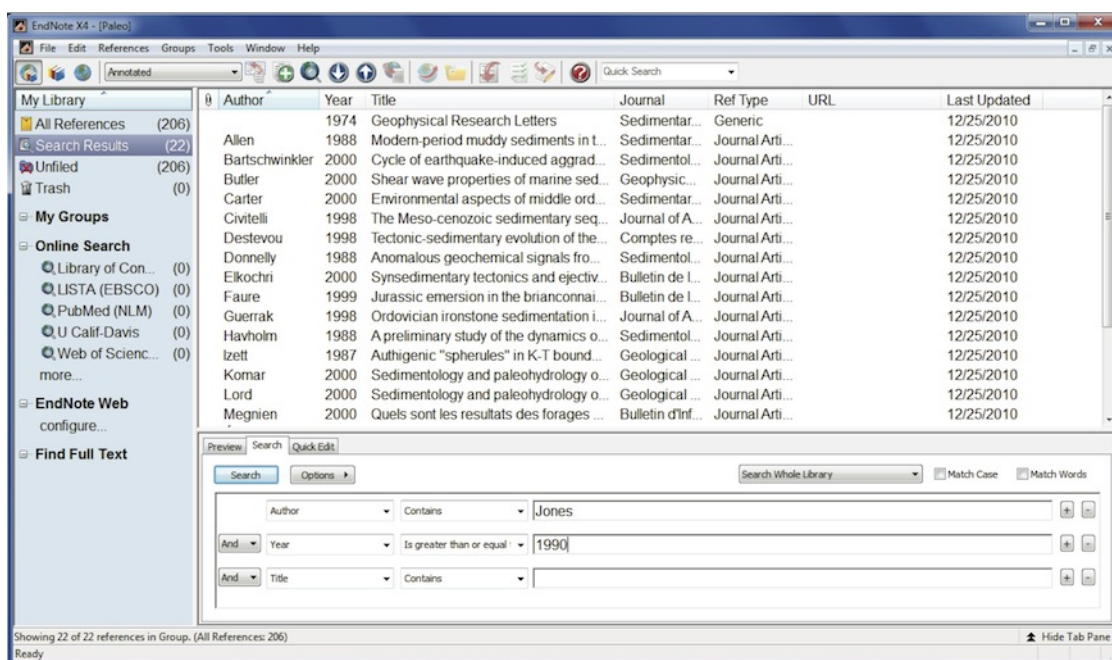 EndNote X4 - [Paleo]
File Edit References Groups Tools Window Help
Annotated Quick Search
My Library
All References (206)
Search Results (22)
Unfiled (206)
Trash (0)
My Groups
Online Search
Library of Con... (0)
LISTA (EBSCO) (0)
PubMed (NLM) (0)
U Calif-Davis (0)
Web of Scienc... (0)
more...
EndNote Web
configure...
Find Full Text
Author Year Title Journal Ref Type URL Last Updated
1974 Geophysical Research Letters Sedimentar... Generic 12/25/2010
Allen 1988 Modern-period muddy sediments in t... Sedimentar... Journal Arti... 12/25/2010
Bartschwinkler 2000 Cycle of earthquake-induced aggrad... Sedimentol... Journal Arti... 12/25/2010
Butler 2000 Shear wave properties of marine sed... Geophysic... Journal Arti... 12/25/2010
Carter 2000 Environmental aspects of middle ord... Sedimentar... Journal Arti... 12/25/2010
Civitelli 1998 The Meso-cenozoic sedimentary seq... Journal of A... Journal Arti... 12/25/2010
Destevou 1998 Tectonic-sedimentary evolution of the... Comptes re... Journal Arti... 12/25/2010
Donnelly 1988 Anomalous geochemical signals fro... Sedimentol... Journal Arti... 12/25/2010
Elkochri 2000 Synsedimentary tectonics and ejectiv... Bulletin de l... Journal Arti... 12/25/2010
Faure 1999 Jurassic emersion in the brianconnai... Bulletin de l... Journal Arti... 12/25/2010
Guerrak 1998 Ordovician ironstone sedimentation i... Journal of A... Journal Arti... 12/25/2010
Havholm 1988 A preliminary study of the dynamics o... Sedimentol... Journal Arti... 12/25/2010
Izett 1987 Authigenic "spherules" in K-T bound... Geological ... Journal Arti... 12/25/2010
Komar 2000 Sedimentology and paleohydrology o... Geological ... Journal Arti... 12/25/2010
Lord 2000 Sedimentology and paleohydrology o... Geological ... Journal Arti... 12/25/2010
Megnien 2000 Quels sont les resultats des forages ... Bulletin d'Inf... Journal Arti... 12/25/2010
Preview Search Quick Edit
Search Options Search Whole Library Match Case Match Words
Author Contains Jones
And Year Is greater than or equal 1990
And Title Contains
Showing 22 of 22 references in Group. (All References: 206) Hide Tab Pane
Ready